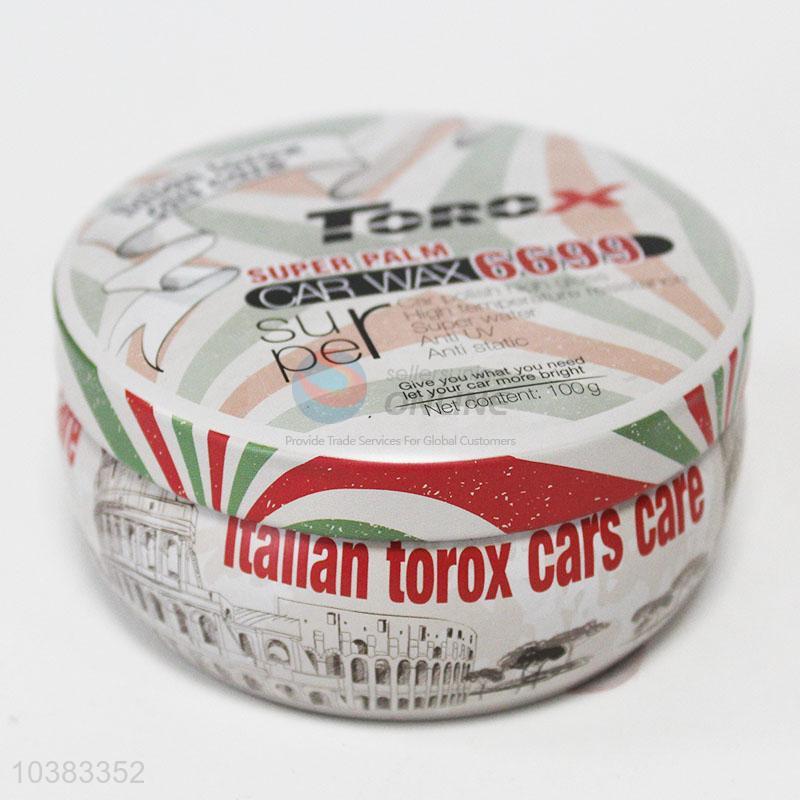 TOROX
SUPER PALM
CAR WAX 6699
super
Car polish high gloss
High temperature resistance
Super water
Anti UV
Anti static
Give you what you need
let your car more bright
Net content: 100g
sellersunion
ONLINE
Provide Trade Services For Global Customers
Italian torox cars care
10383352